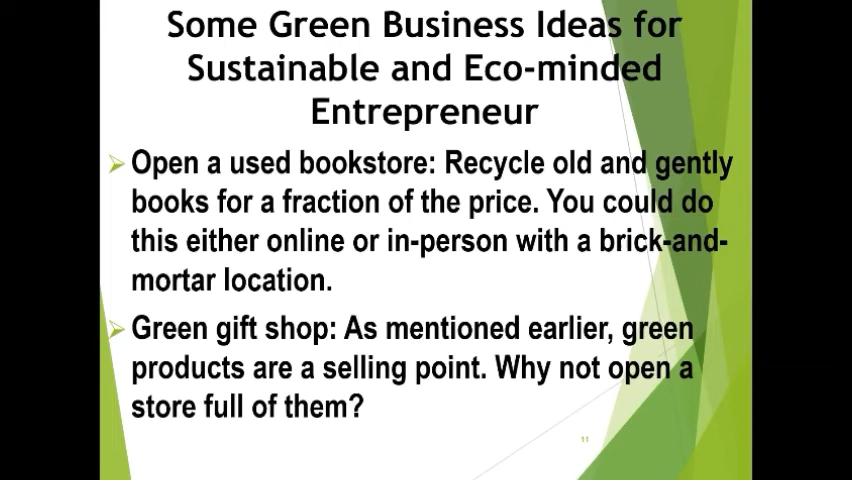 Some Green Business Ideas for
Sustainable and Eco-minded
Entrepreneur
Open a used bookstore: Recycle old and gently
books for a fraction of the price. You could do
this either online or in-person with a brick-and-
mortar location.
Green gift shop: As mentioned earlier, green
products are a selling point. Why not open a
store full of them?
11